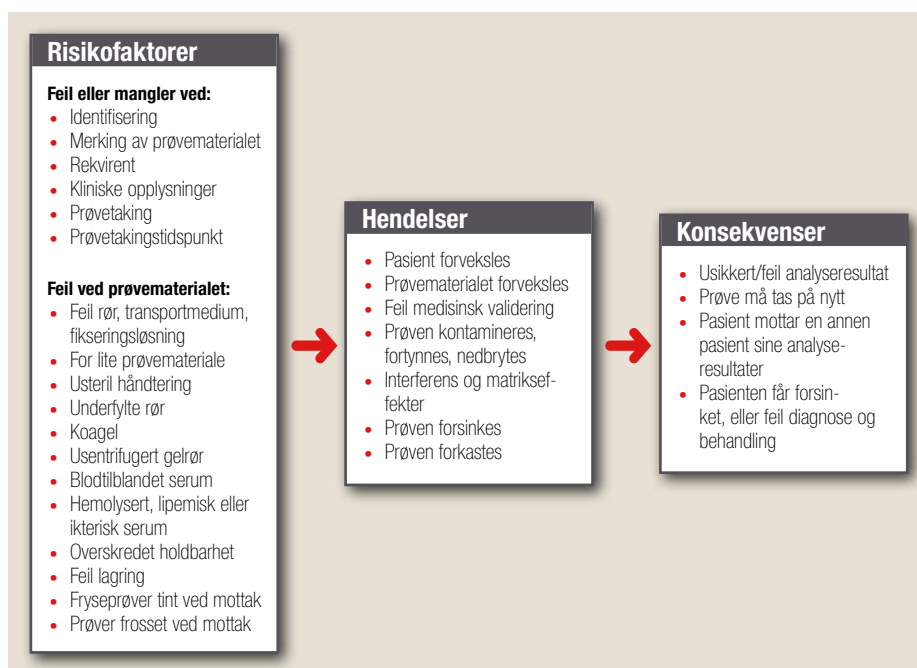 Risikofaktorer
Feil eller mangler ved:
• Identifisering
• Merking av prøvematerialet
• Rekvirent
• Kliniske opplysninger
• Prøvetaking
• Prøvetakingstidspunkt
Feil ved prøvematerialet:
• Feil rør, transportmedium,
fikseringsløsning
• For lite prøvemateriale
• Usteril håndtering
• Underfylte rør
• Koagel
• Usentrifugert gelrør
• Blodtilblandet serum
• Hemolysert, lipemisk eller
ikterisk serum
• Overskredet holdbarhet
• Feil lagring
• Fryseprøver tint ved mottak
• Prøver frosset ved mottak
Hendelser
• Pasient forveksles
• Prøvematerialet forveksles
• Feil medisinsk validering
• Prøven kontamineres,
fortynnes, nedbrytes
• Interferens og matriksef-
fekter
• Prøven forsinkes
• Prøven forkastes
Konsekvenser
• Usikkert/feil analyseresultat
• Prøve må tas på nytt
• Pasient mottar en annen
pasient sine analyse-
resultater
• Pasienten får forsin-
ket, eller feil diagnose og
behandling